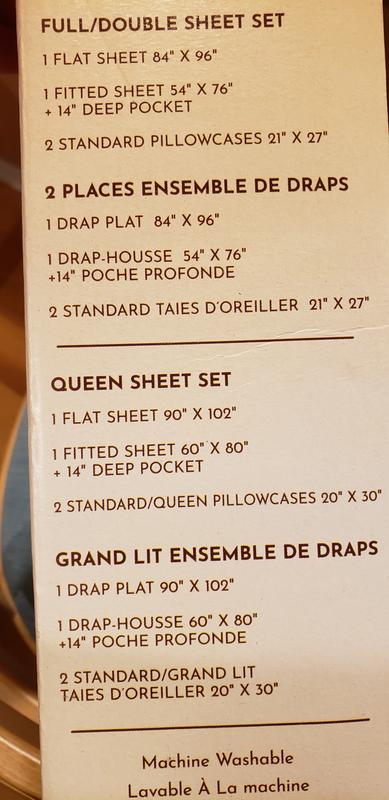 FULL/DOUBLE SHEET SET
1 FLAT SHEET 84" X 96"
1 FITTED SHEET 54" X 76"
+ 14" DEEP POCKET
2 STANDARD PILLOWCASES 21" X 27"
2 PLACES ENSEMBLE DE DRAPS
1 DRAP PLAT 84" X 96"
1 DRAP-HOUSSE 54" X 76"
+14" POCHE PROFONDE
2 STANDARD TAIES D'OREILLER 21" X 27"
QUEEN SHEET SET
1 FLAT SHEET 90" X 102"
1 FITTED SHEET 60" X 80"
+ 14" DEEP POCKET
2 STANDARD/QUEEN PILLOWCASES 20" X 30"
GRAND LIT ENSEMBLE DE DRAPS
1 DRAP PLAT 90" X 102"
1 DRAP-HOUSSE 60" X 80"
+14" POCHE PROFONDE
2 STANDARD/GRAND LIT
TAIES D'OREILLER 20" X 30"
Machine Washable
Lavable À La machine